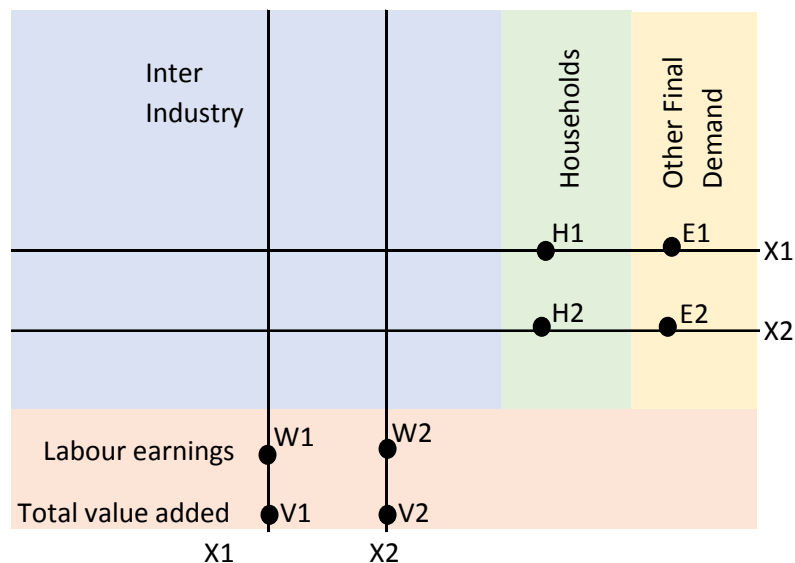 Inter
Industry
Households
Other Final
Demand
H1
E1
X1
H2
E2
X2
Labour earnings
W1
W2
Total value added
V1
V2
X1
X2